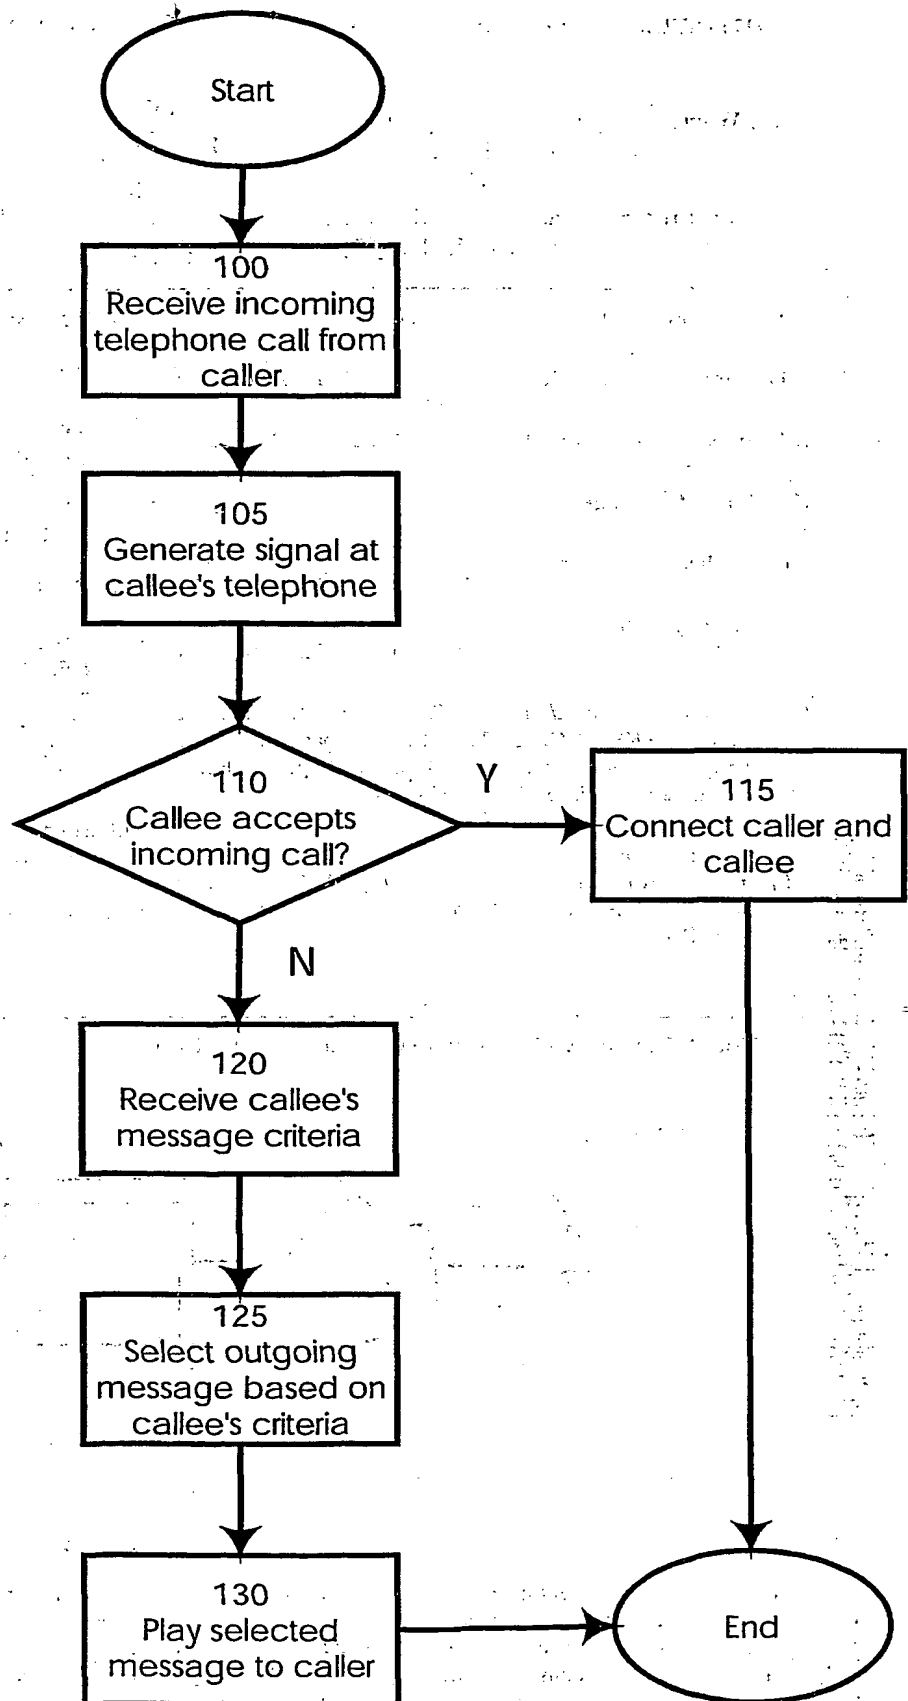 Start
100
Receive incoming
telephone call from
caller
105
Generate signal at
callee's telephone
110
Callee accepts
incoming call?
Y
115
Connect caller and
callee
N
120
Receive callee's
message criteria
125
Select outgoing
message based on
callee's criteria
130
Play selected
message to caller
End